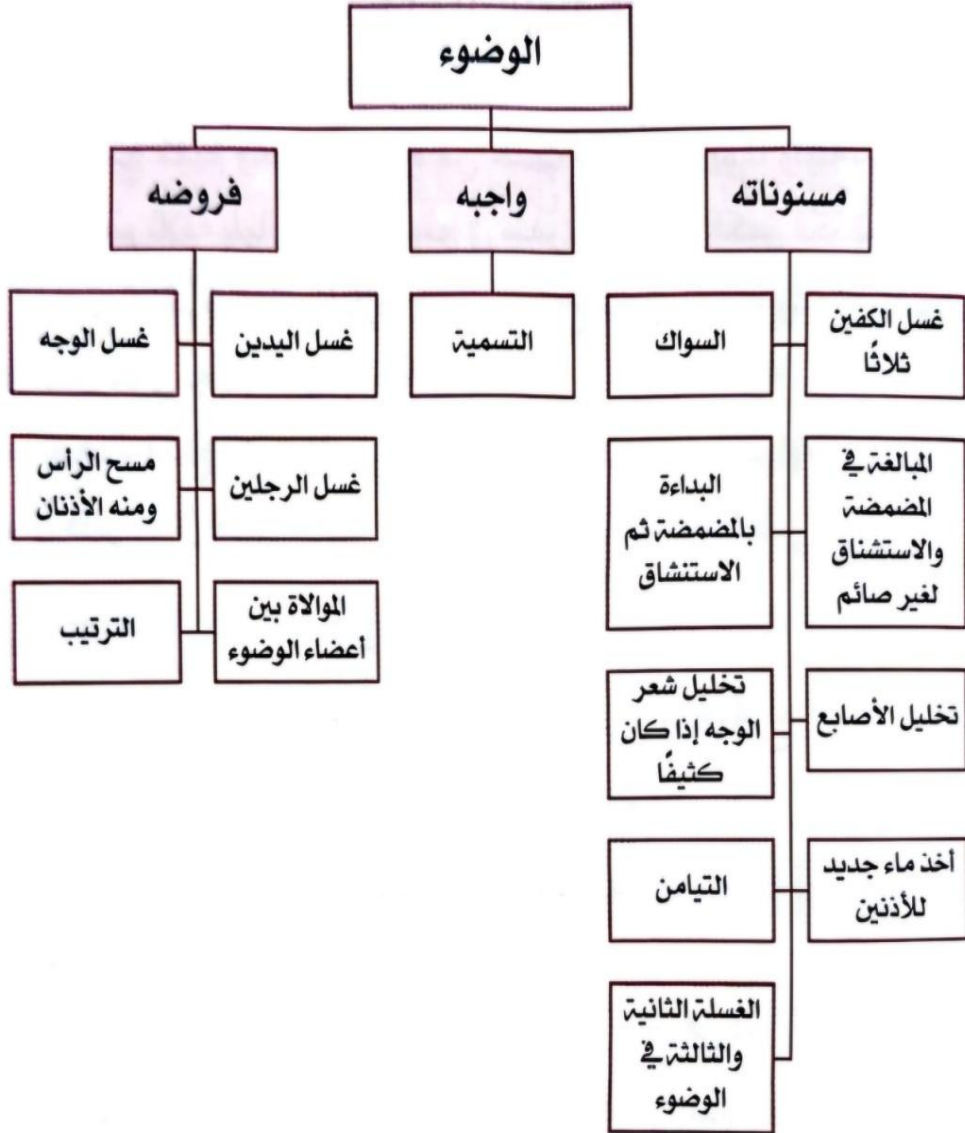 الوضوء
مسنوناته
واجبه
فروضه
غسل الكفين
ثلاثًا
السواك
المبالغة في
المضمضة
والاستشناق
لغير صائم
البداءة
بالمضمضة ثم
الاستنشاق
تخليل الأصابع
تخليل شعر
الوجه إذا كان
كثيفًا
أخذ ماء جديد
للأذنين
التيامن
الغسلة الثانية
والثالثة في
الوضوء
التسمية
غسل اليدين
غسل الوجه
غسل الرجلين
مسح الرأس
ومنه الأذنان
الموالاة بين
أعضاء الوضوء
الترتيب